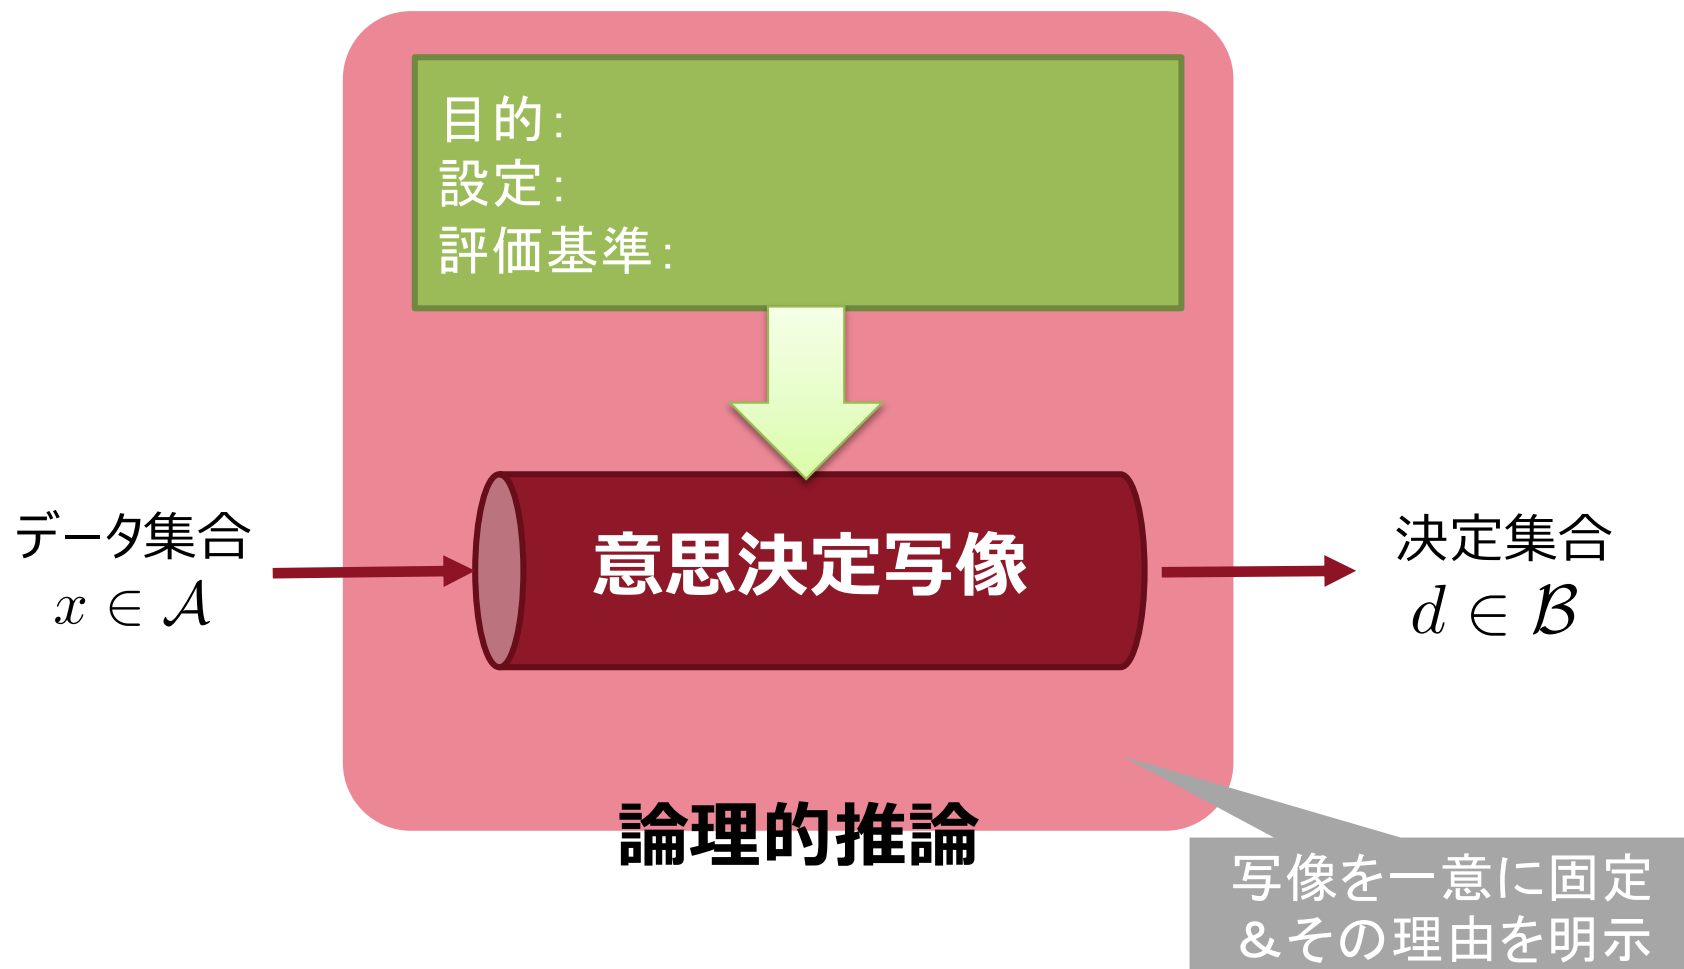 目的:
設定:
評価基準:
データ集合
x ∈ 𝒜
意思決定写像
決定集合
d ∈ ℬ
論理的推論
写像を一意に固定
&その理由を明示